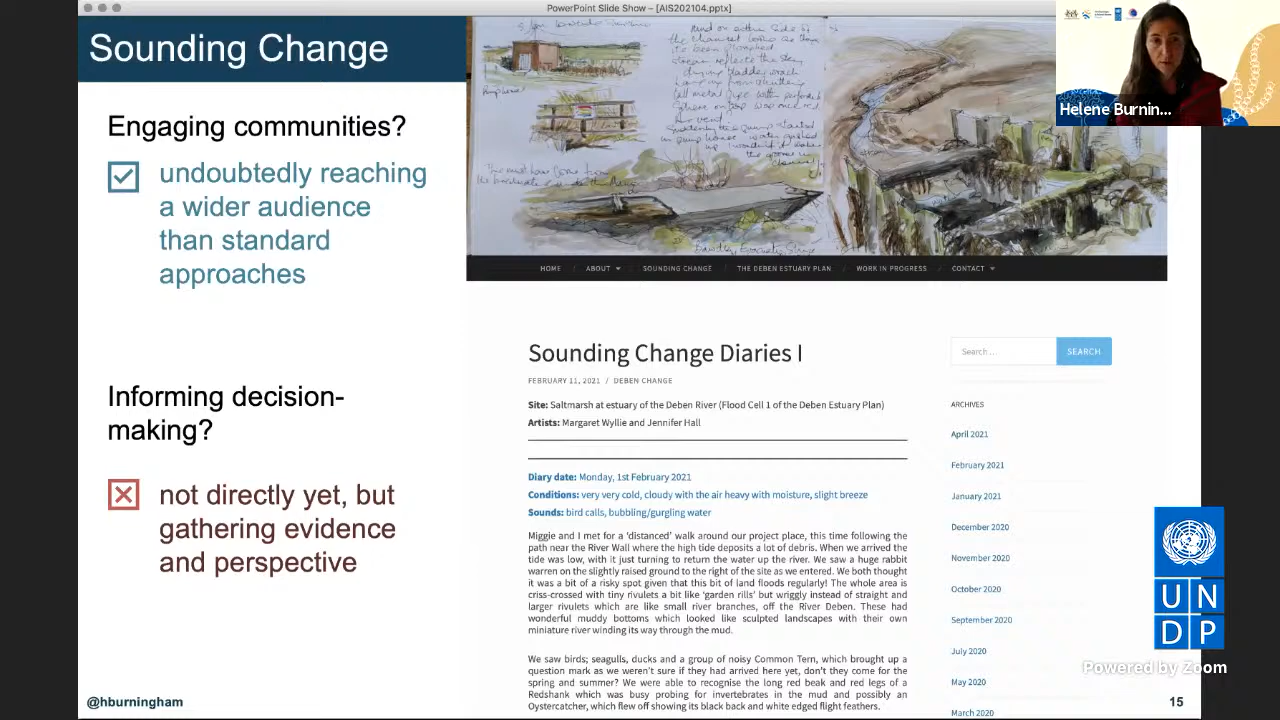 PowerPoint Slide Show – [AIS202104.pptx]
Sounding Change
Engaging communities?
undoubtedly reaching
a wider audience
than standard
approaches
Informing decision-
making?
not directly yet, but
gathering evidence
and perspective
@hburningham
HOME / ABOUT / SOUNDING CHANGE / THE DEBEN ESTUARY PLAN / WORK IN PROGRESS / CONTACT
Sounding Change Diaries I
FEBRUARY 11, 2021 / DEBEN CHANGE
Site: Saltmarsh at estuary of the Deben River (Flood Cell 1 of the Deben Estuary Plan)
Artists: Margaret Wyllie and Jennifer Hall
Diary date: Monday, 1st February 2021
Conditions: very very cold, cloudy with the air heavy with moisture, slight breeze
Sounds: bird calls, bubbling/gurgling water
Miggie and I met for a 'distanced' walk around our project place, this time following the
path near the River Wall where the high tide deposits a lot of debris. When we arrived the
tide was low, with it just turning to return the water up the river. We saw a huge rabbit
warren on the slightly raised ground to the right of the site as we entered. We both thought
it was a bit of a risky spot given that this bit of land floods regularly! The whole area is
criss-crossed with tiny rivulets a bit like 'garden rills' but wriggly instead of straight and
larger rivulets which are like small river branches, off the River Deben. These had
wonderful muddy bottoms which looked like sculpted landscapes with their own
miniature river winding its way through the mud.
We saw birds; seagulls, ducks and a group of noisy Common Tern, which brought up a
question mark as we weren't sure if they had arrived here yet, don't they come for the
spring and summer? We were able to recognise the long red beak and red legs of a
Redshank which was busy probing for invertebrates in the mud and possibly an
Oystercatcher, which flew off showing its black back and white edged flight feathers.
Search …
SEARCH
ARCHIVES
April 2021
February 2021
January 2021
December 2020
November 2020
October 2020
September 2020
July 2020
May 2020
March 2020
Helene Burnin...
U N
D P
Powered by Zoom
15